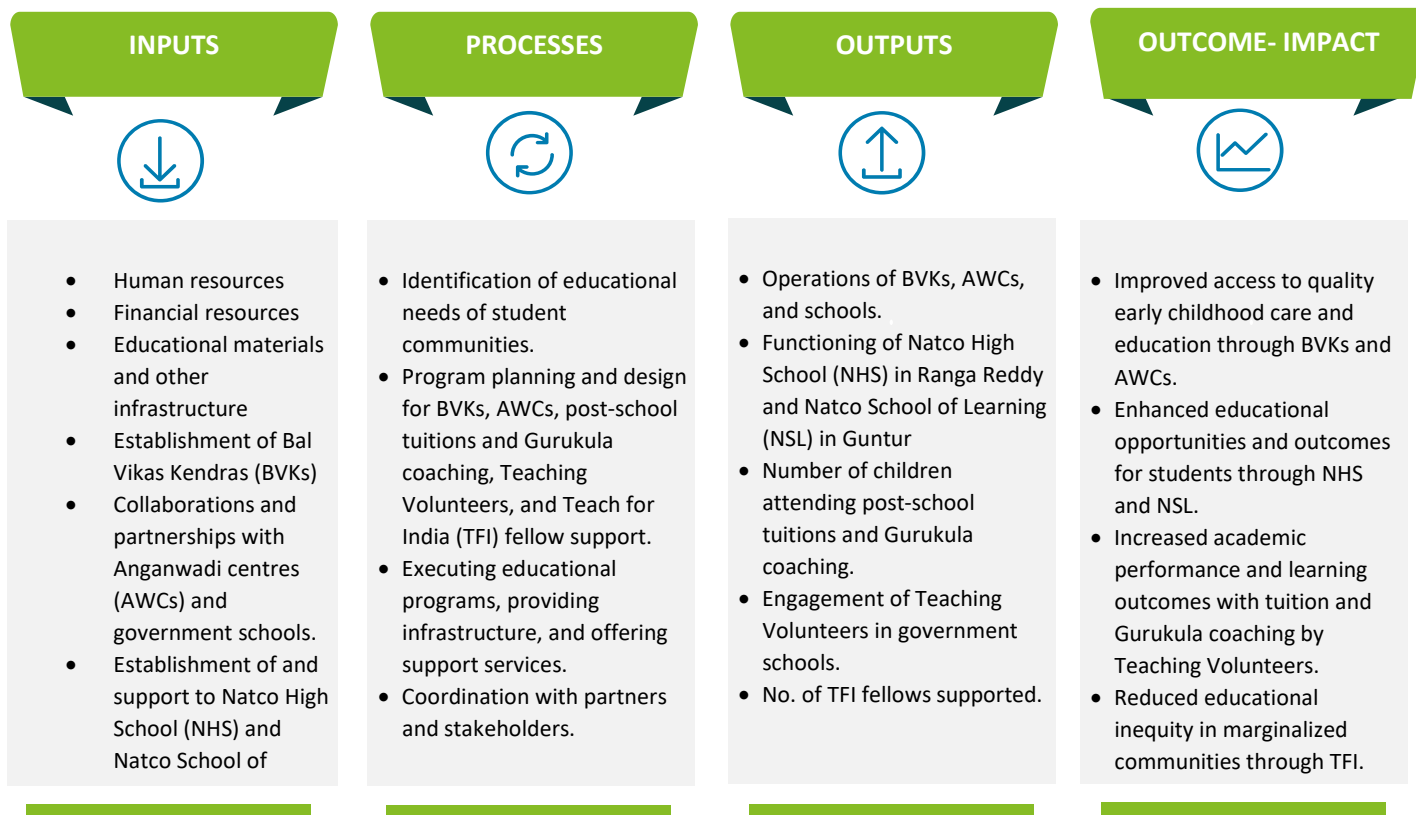 INPUTS
• Human resources
• Financial resources
• Educational materials
and other
infrastructure
• Establishment of Bal
Vikas Kendras (BVKs)
• Collaborations and
partnerships with
Anganwadi centres
(AWCs) and
government schools.
• Establishment of and
support to Natco High
School (NHS) and
Natco School of
PROCESSES
• Identification of educational
needs of student
communities.
• Program planning and design
for BVKs, AWCs, post-school
tuitions and Gurukula
coaching, Teaching
Volunteers, and Teach for
India (TFI) fellow support.
• Executing educational
programs, providing
infrastructure, and offering
support services.
• Coordination with partners
and stakeholders.
OUTPUTS
• Operations of BVKs, AWCs,
and schools.
• Functioning of Natco High
School (NHS) in Ranga Reddy
and Natco School of Learning
(NSL) in Guntur
• Number of children
attending post-school
tuitions and Gurukula
coaching.
• Engagement of Teaching
Volunteers in government
schools.
• No. of TFI fellows supported.
OUTCOME- IMPACT
• Improved access to quality
early childhood care and
education through BVKs and
AWCs.
• Enhanced educational
opportunities and outcomes
for students through NHS
and NSL.
• Increased academic
performance and learning
outcomes with tuition and
Gurukula coaching by
Teaching Volunteers.
• Reduced educational
inequity in marginalized
communities through TFI.